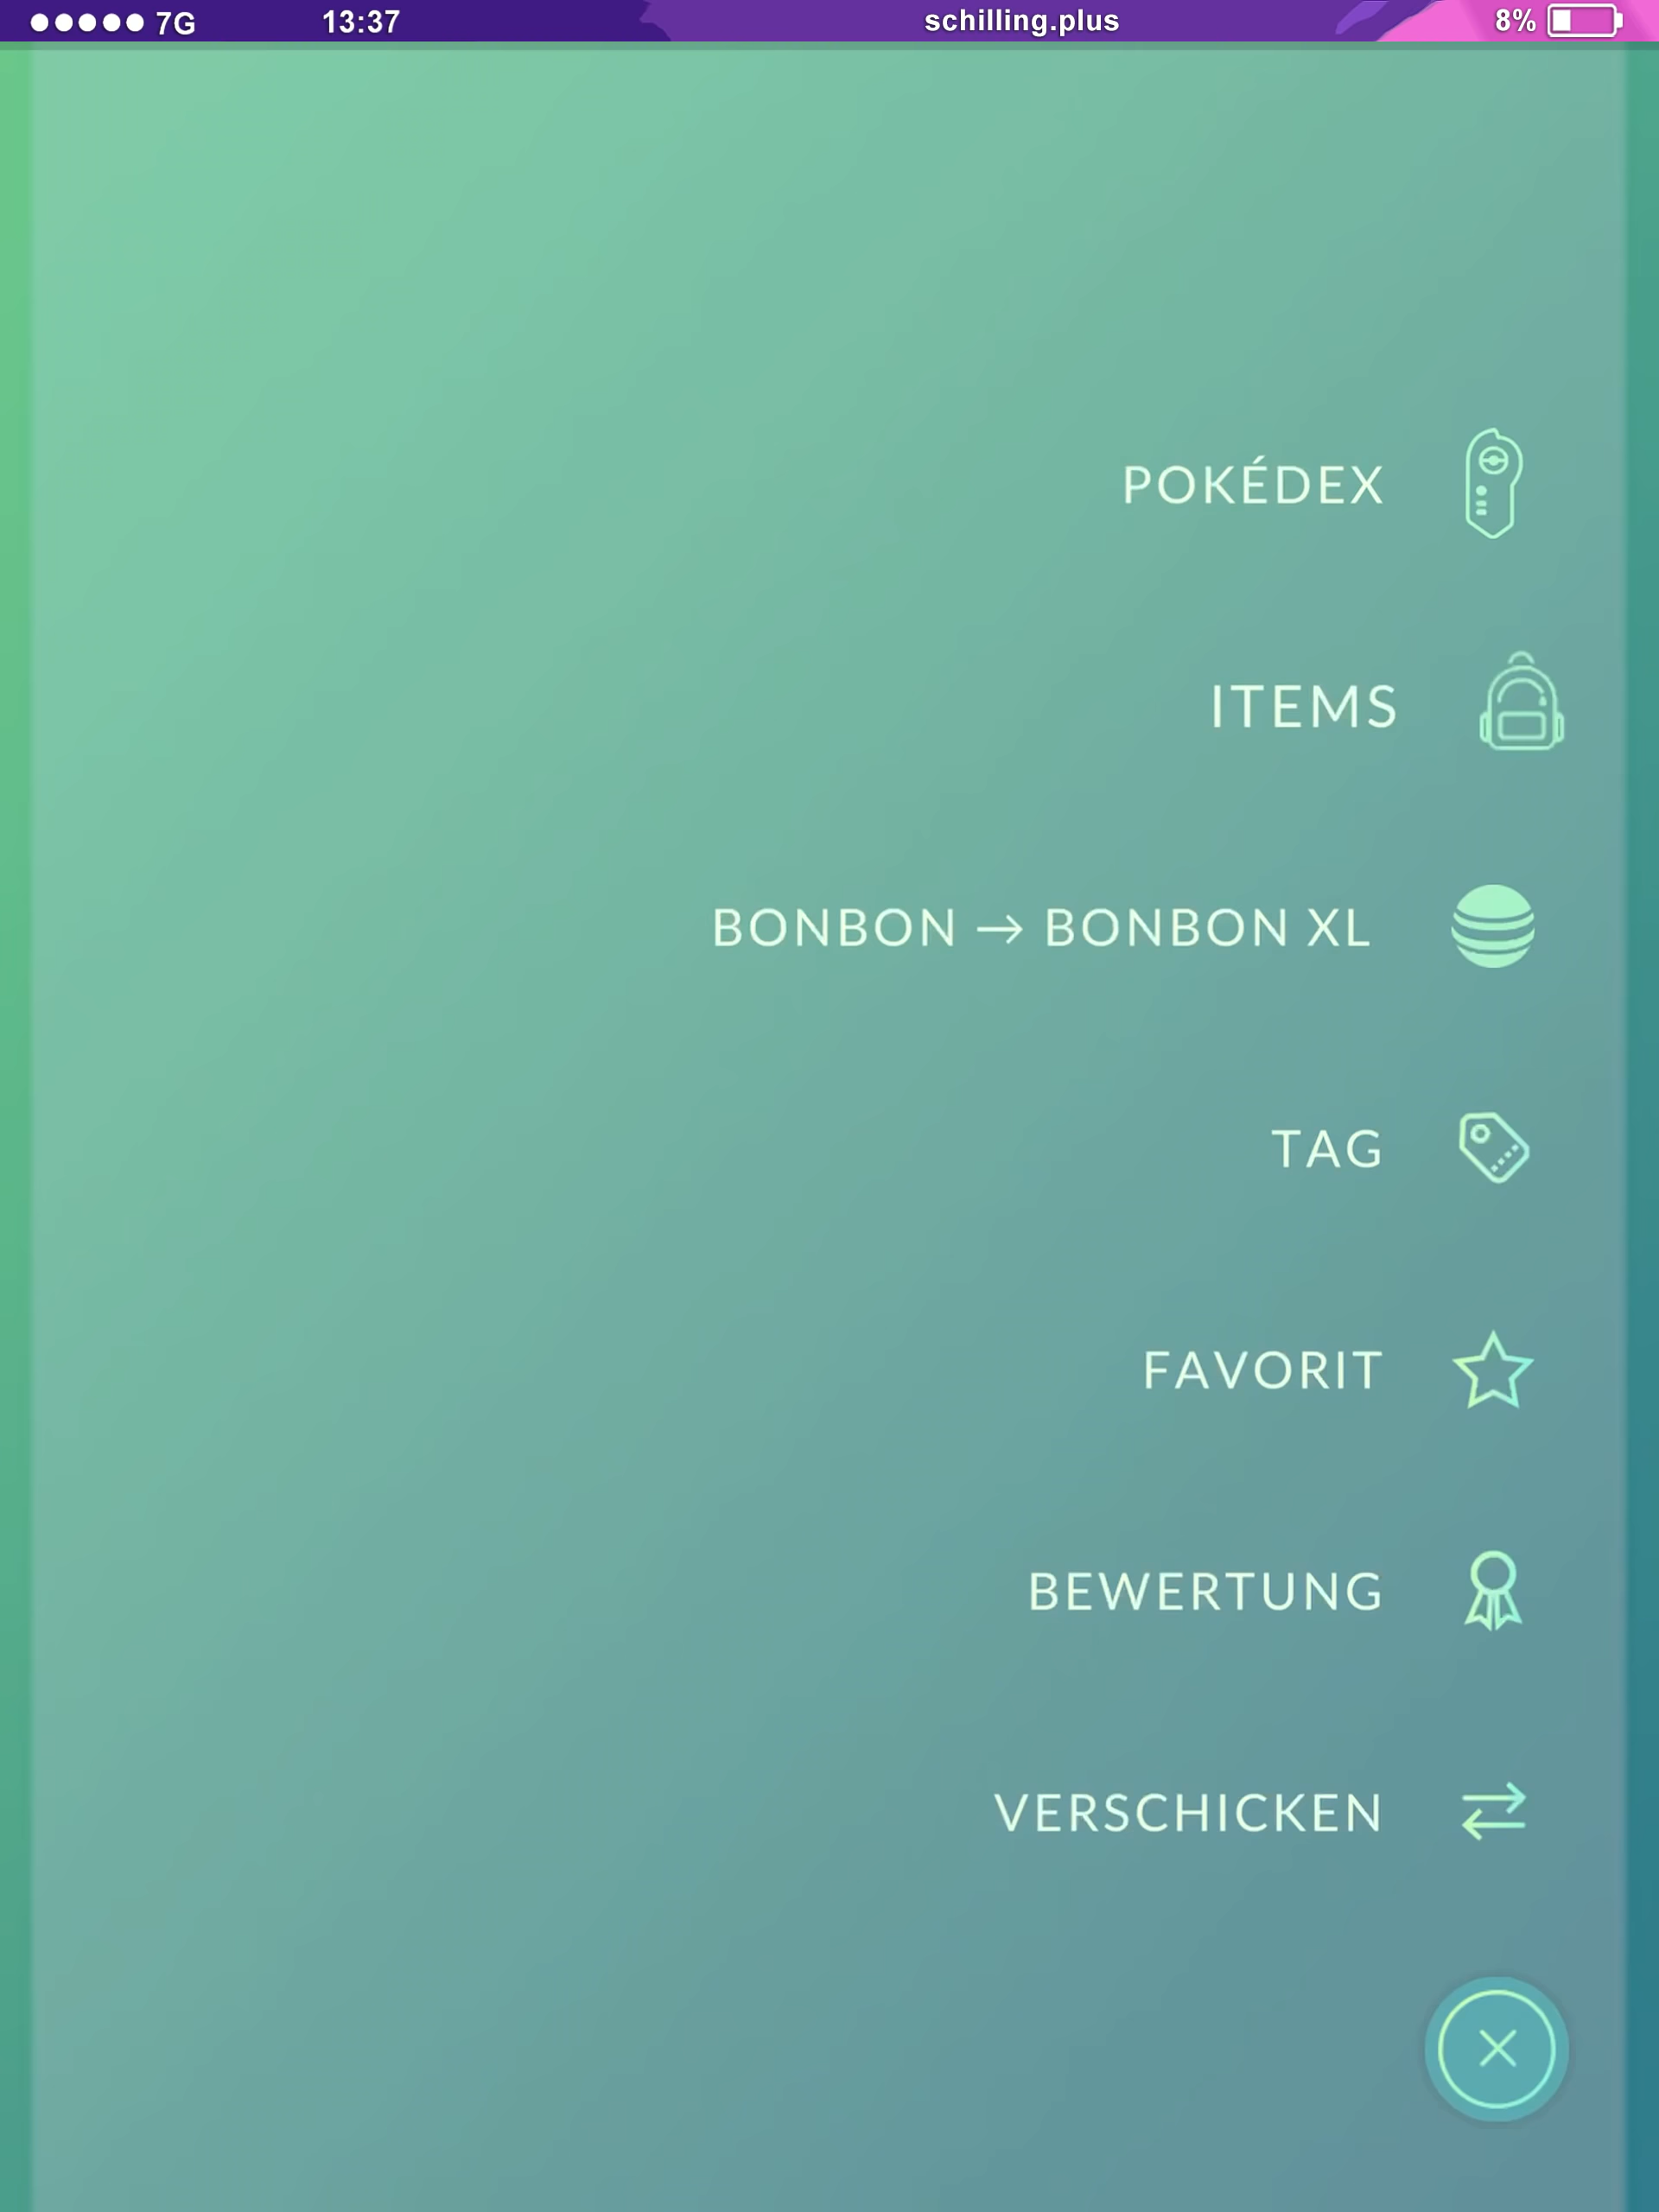 7G 13:37 schilling.plus 8%
POKÉDEX
ITEMS
BONBON → BONBON XL
TAG
FAVORIT
BEWERTUNG
VERSCHICKEN